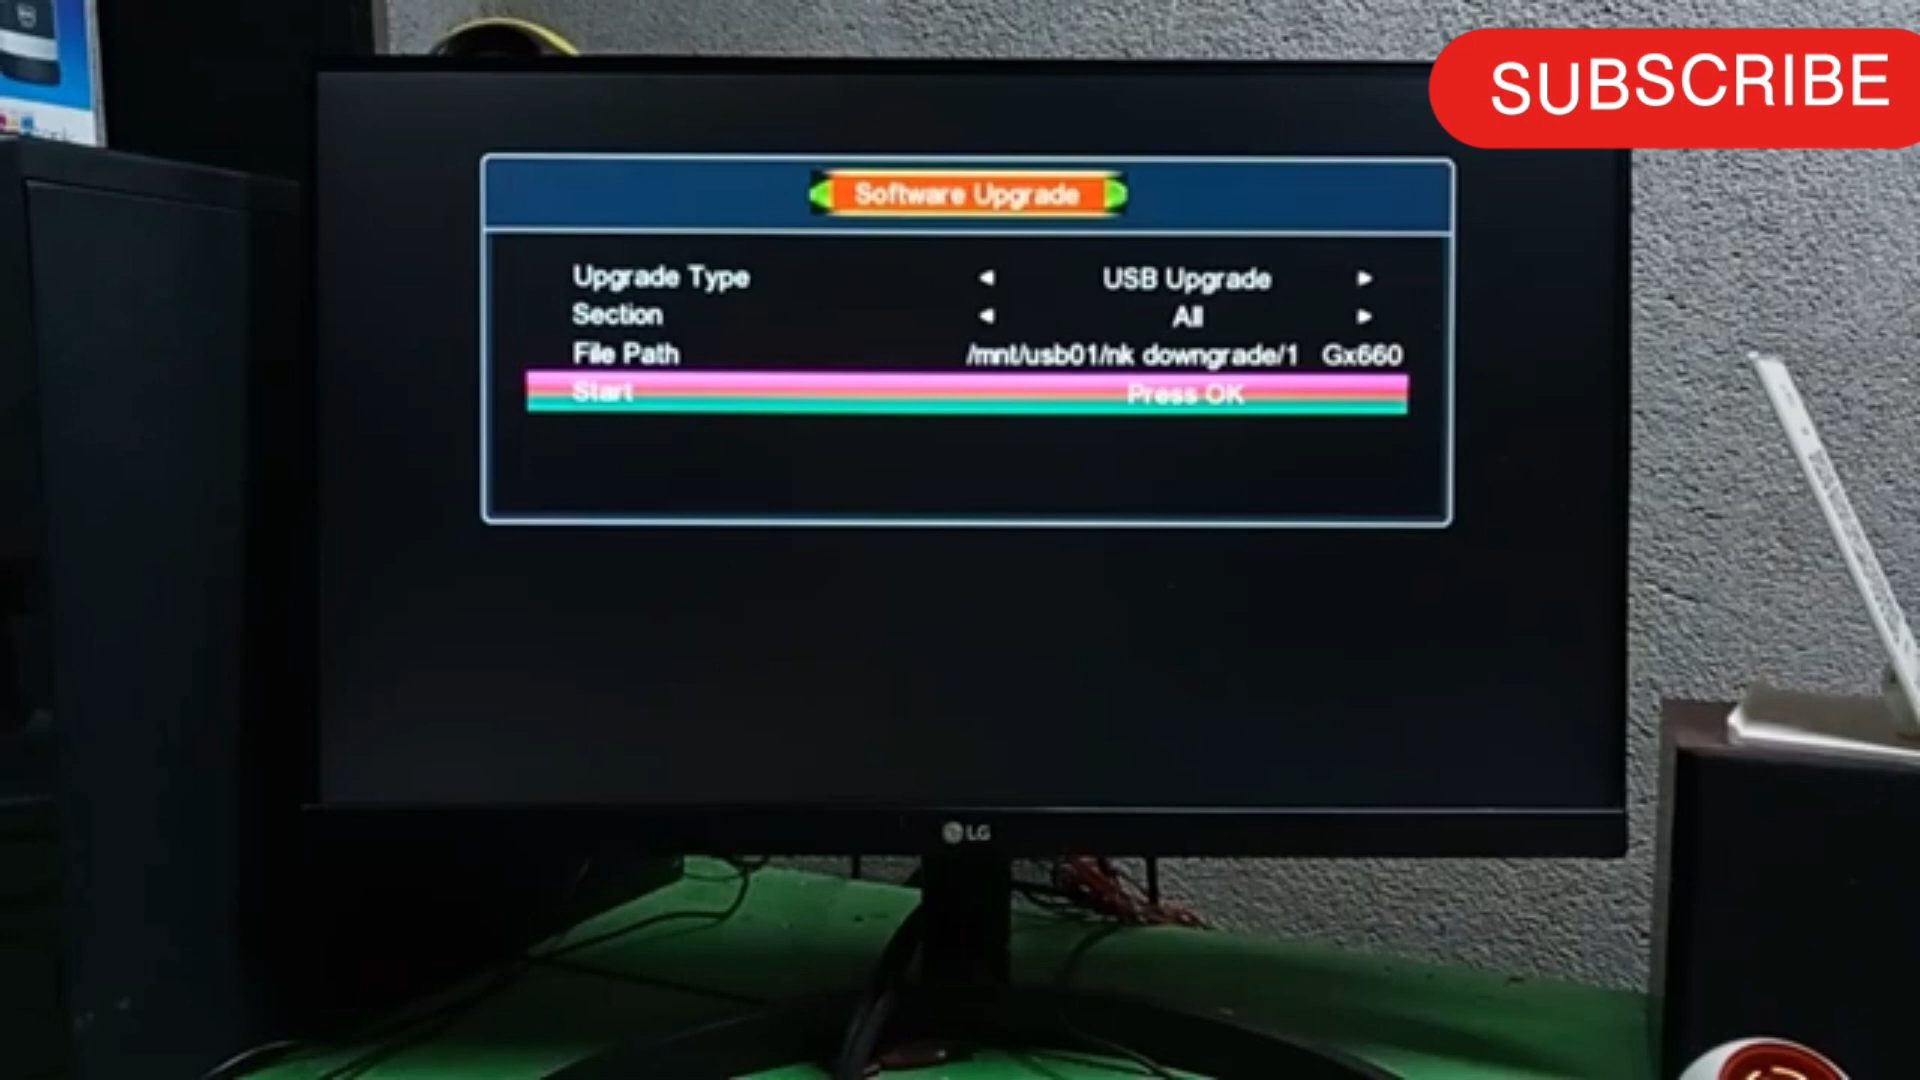 SUBSCRIBE
Software Upgrade
Upgrade Type ◄ USB Upgrade ►
Section ◄ All ►
File Path /mnt/usb01/nk downgrade/1 Gx660
Start Press OK
LG